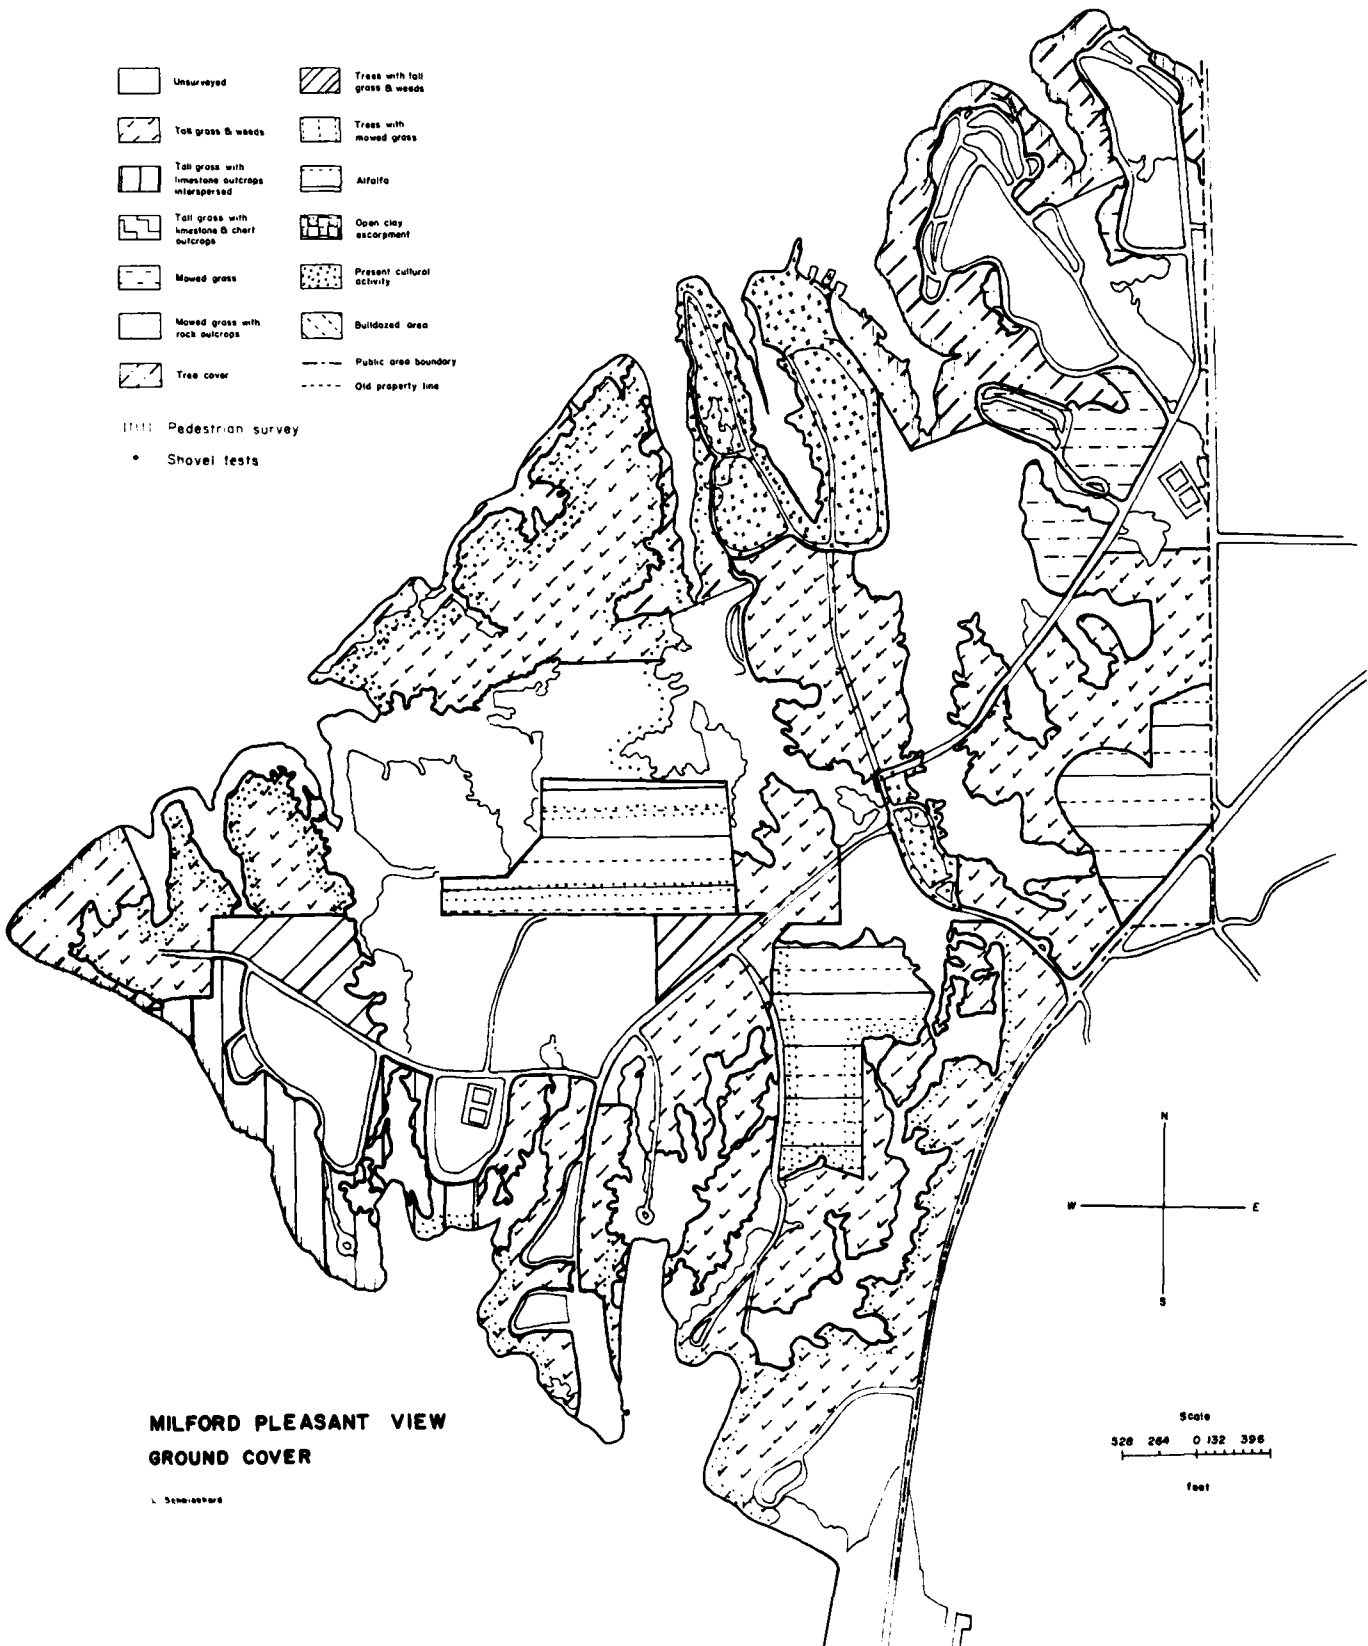 Unsurveyed
Tall grass & weeds
Tall grass with
limestone outcrops
interspersed
Tall grass with
limestone & chert
outcrops
Mowed grass
Mowed grass with
rock outcrops
Tree cover
Trees with tall
grass & weeds
Trees with
mowed grass
Alfalfa
Open clay
escarpment
Present cultural
activity
Bulldozed area
Public area boundary
Old property line
Pedestrian survey
Shovel tests
N
W
E
S
MILFORD PLEASANT VIEW
GROUND COVER
Scale
528 264 0 132 396
feet